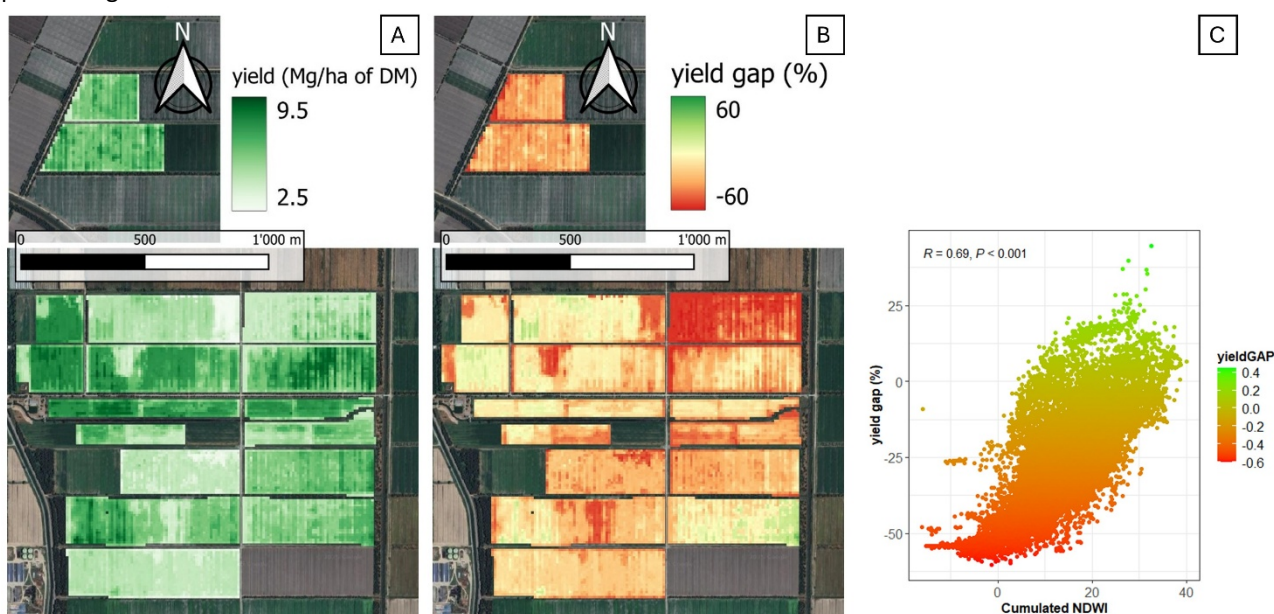 N
A
yield (Mg/ha of DM)
9.5
2.5
0 500 1'000 m
N
B
yield gap (%)
60
-60
0 500 1'000 m
C
R = 0.69, P < 0.001
yield gap (%)
25
0
-25
-50
0 20 40
Cumulated NDWI
yieldGAP
0.4
0.2
0.0
-0.2
-0.4
-0.6